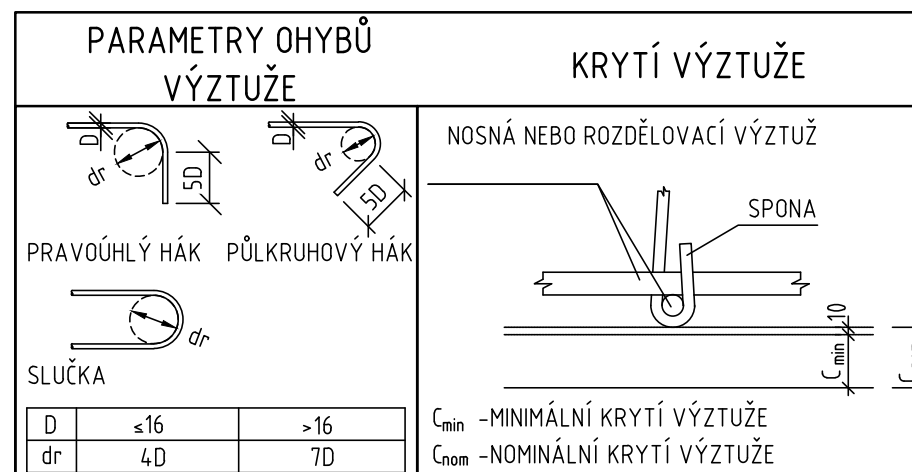 PARAMETRY OHYBŮ
VÝZTUŽE
KRYTÍ VÝZTUŽE
D
dr
5D
D
dr
5D
PRAVOÚHLÝ HÁK PŮLKRUHOVÝ HÁK
dr
SLUČKA
D ≤16 >16
dr 4D 7D
NOSNÁ NEBO ROZDĚLOVACÍ VÝZTUŽ
SPONA
10
Cmin
Cmin -MINIMÁLNÍ KRYTÍ VÝZTUŽE
Cnom -NOMINÁLNÍ KRYTÍ VÝZTUŽE